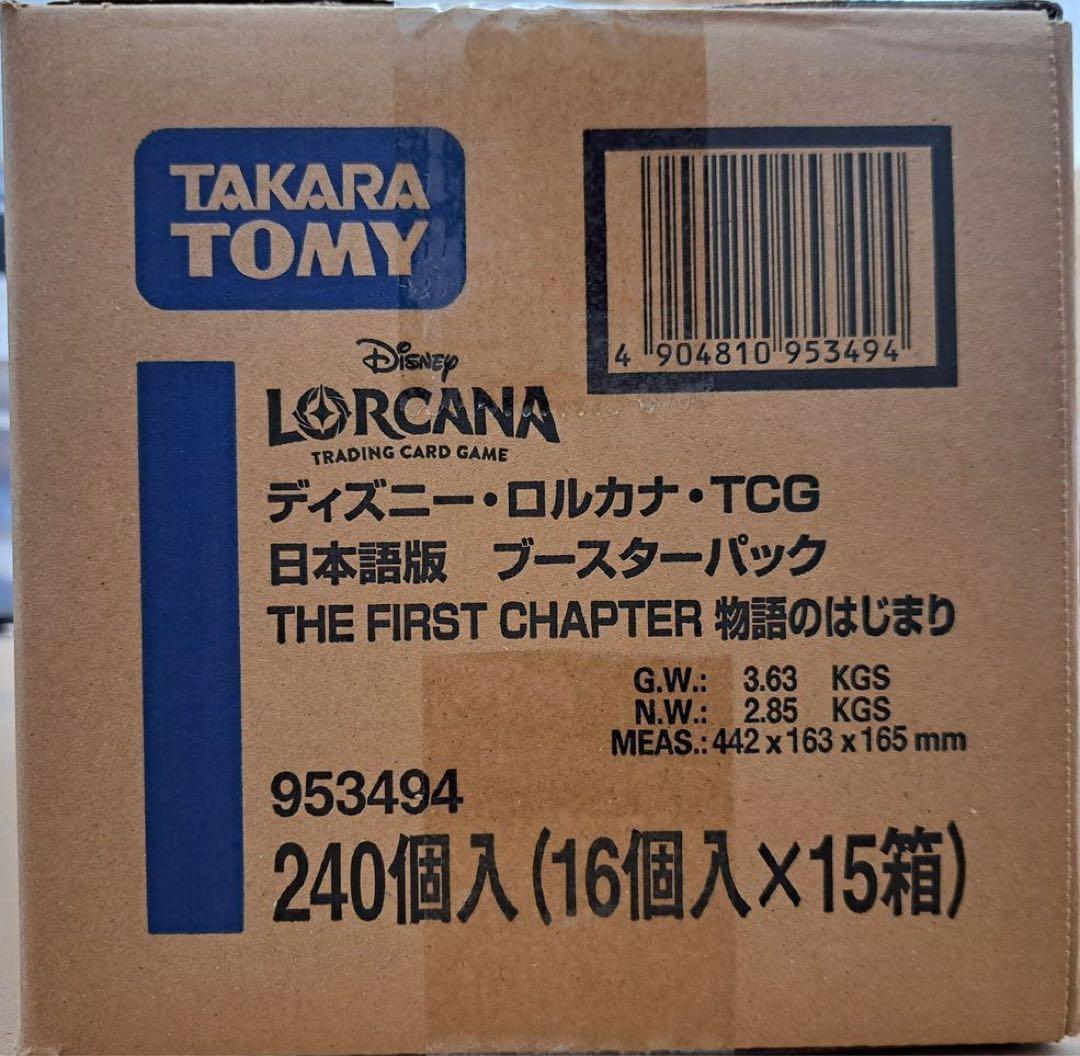 TAKARA
TOMY
4 904810 953494
Disney
LORCANA
TRADING CARD GAME
ディズニー・ロルカナ・TCG
日本語版 ブースターパック
THE FIRST CHAPTER 物語のはじまり
G.W.: 3.63 KGS
N.W.: 2.85 KGS
MEAS.: 442 x 163 x 165 mm
953494
240個入(16個入×15箱)